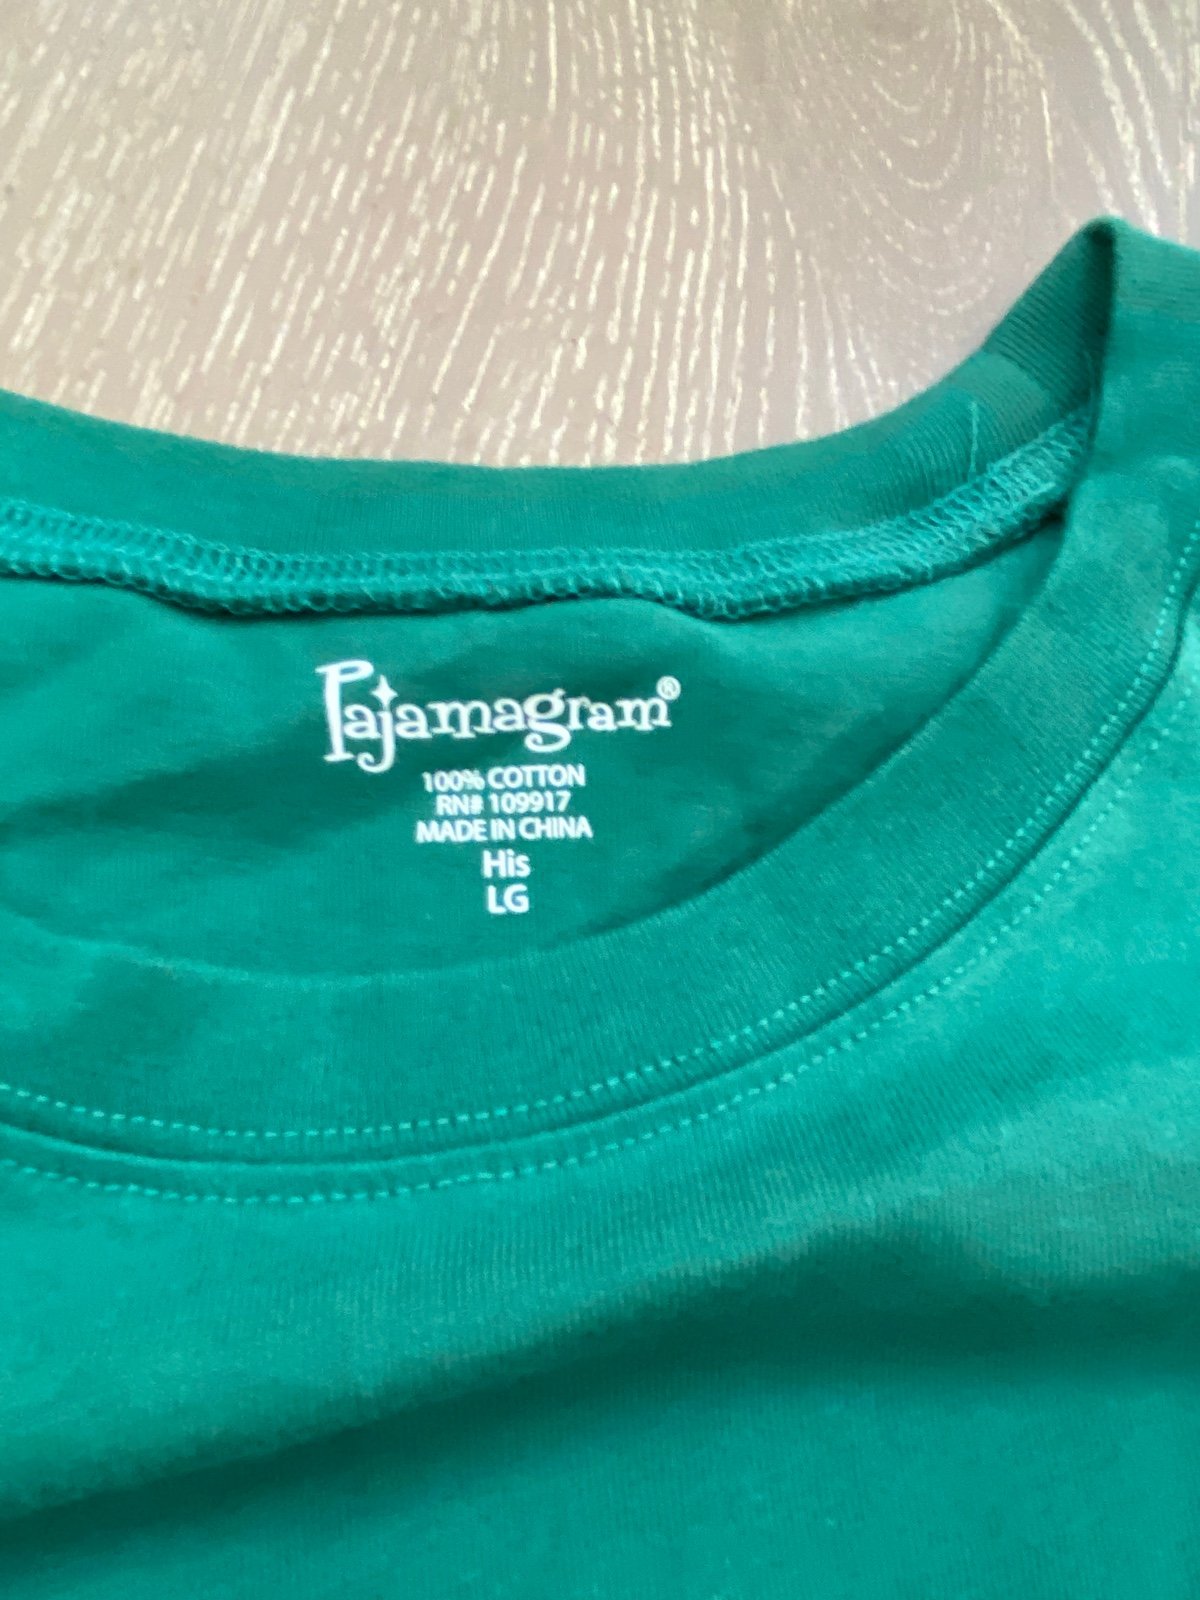 Pajamagram®
100% COTTON
RN# 109917
MADE IN CHINA
His
LG